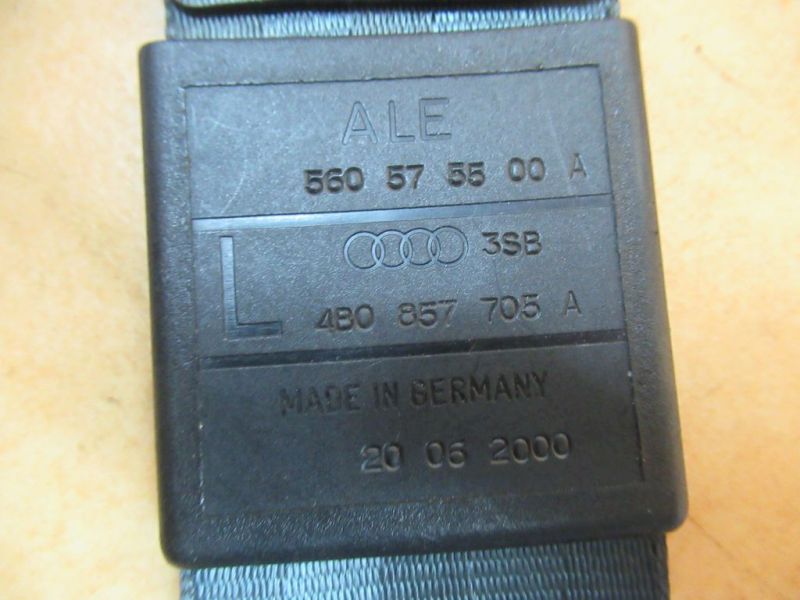 ALE
560 57 55 00 A
L 3SB
4B0 857 705 A
MADE IN GERMANY
20 06 2000